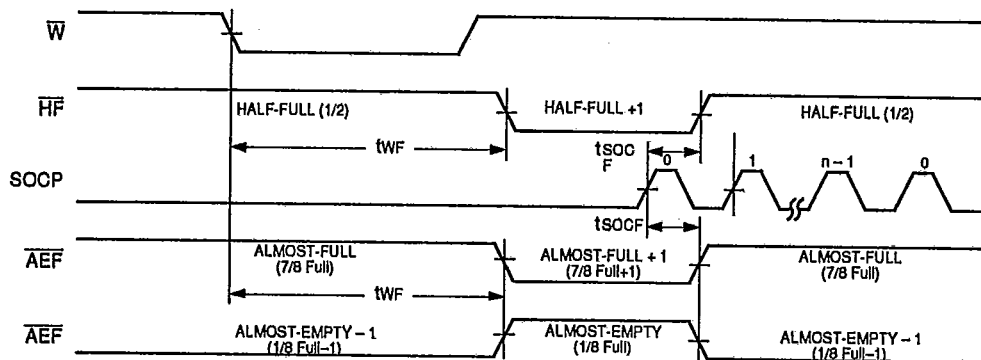 W
HF
HALF-FULL (1/2)
HALF-FULL +1
HALF-FULL (1/2)
tWF
tSOC
F
SOCP
0
1
n-1
0
tSOCF
AEF
ALMOST-FULL
(7/8 Full)
ALMOST-FULL + 1
(7/8 Full+1)
ALMOST-FULL
(7/8 Full)
tWF
AEF
ALMOST-EMPTY - 1
(1/8 Full-1)
ALMOST-EMPTY
(1/8 Full)
ALMOST-EMPTY - 1
(1/8 Full-1)